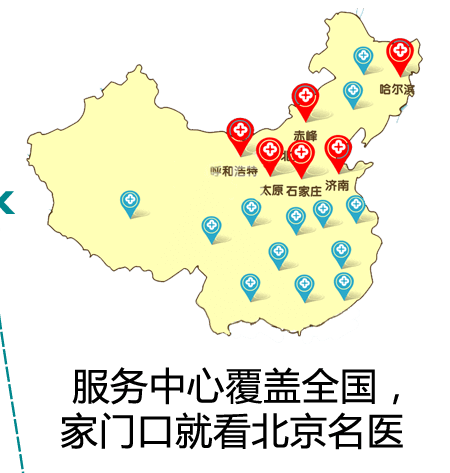 哈尔滨
赤峰
北
呼和浩特
太原
石家庄
济南
服务中心覆盖全国，
家门口就看北京名医